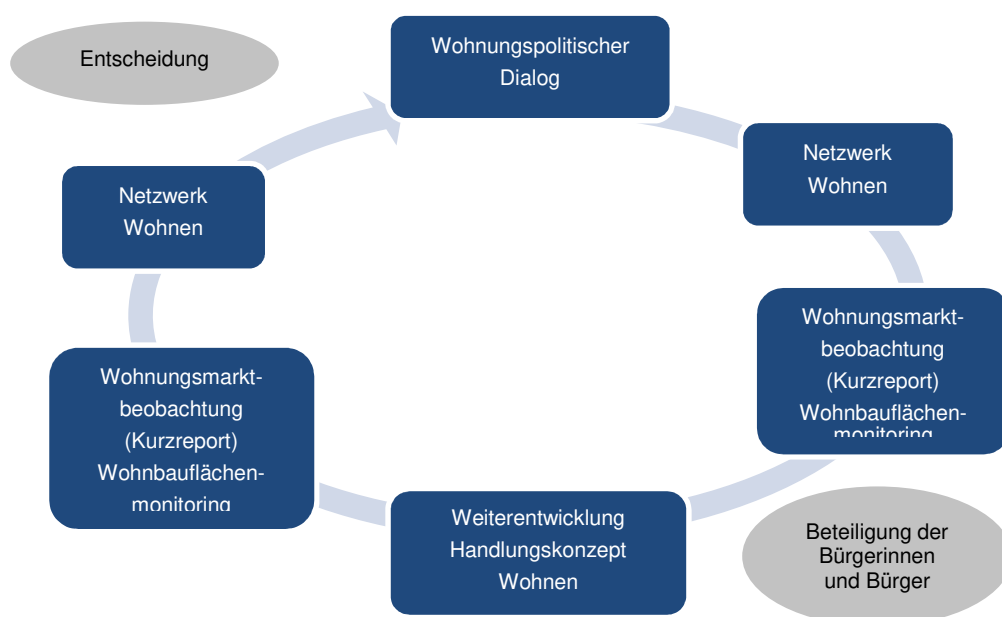 Entscheidung
Wohnungspolitischer
Dialog
Netzwerk
Wohnen
Netzwerk
Wohnen
Wohnungsmarkt-
beobachtung
(Kurzreport)
Wohnbauflächen-
monitoring
Wohnungsmarkt-
beobachtung
(Kurzreport)
Wohnbauflächen-
monitoring
Weiterentwicklung
Handlungskonzept
Wohnen
Beteiligung der
Bürgerinnen
und Bürger